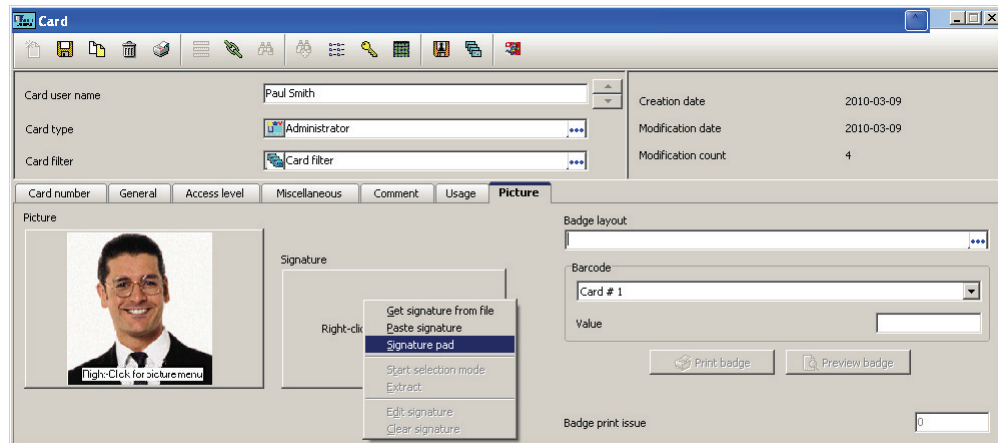 Card
Card user name
Paul Smith
Creation date
2010-03-09
Card type
Administrator
Modification date
2010-03-09
Card filter
Card filter
Modification count
4
Card number
General
Access level
Miscellaneous
Comment
Usage
Picture
Picture
Right-Click for picture menu
Signature
Right-clic
Get signature from file
Paste signature
Signature pad
Start selection mode
Extract
Edit signature
Clear signature
Badge layout
Barcode
Card # 1
Value
Print badge
Preview badge
Badge print issue
0